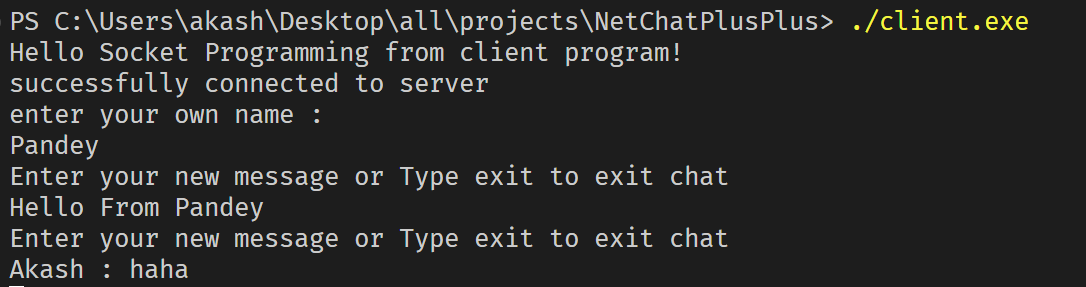 PS C:\Users\akash\Desktop\all\projects\NetChatPlusPlus> ./client.exe
Hello Socket Programming from client program!
successfully connected to server
enter your own name :
Pandey
Enter your new message or Type exit to exit chat
Hello From Pandey
Enter your new message or Type exit to exit chat
Akash : haha